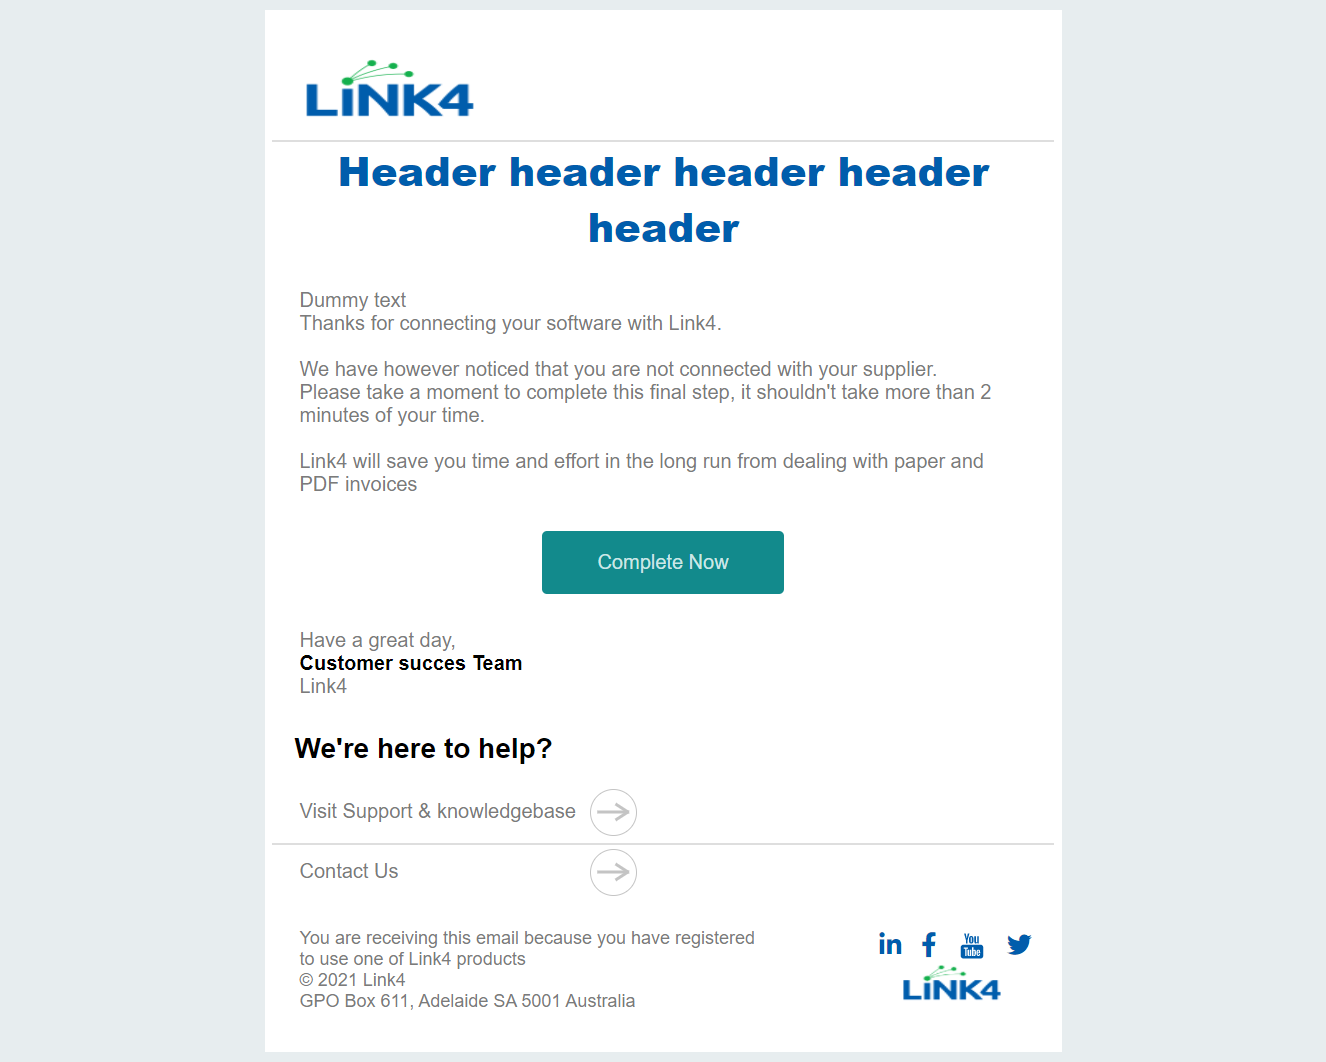 LiNK4
Header header header header
header
Dummy text
Thanks for connecting your software with Link4.
We have however noticed that you are not connected with your supplier.
Please take a moment to complete this final step, it shouldn't take more than 2
minutes of your time.
Link4 will save you time and effort in the long run from dealing with paper and
PDF invoices
Complete Now
Have a great day,
Customer succes Team
Link4
We're here to help?
Visit Support & knowledgebase
Contact Us
You are receiving this email because you have registered
to use one of Link4 products
© 2021 Link4
GPO Box 611, Adelaide SA 5001 Australia
in f You Tube
LiNK4